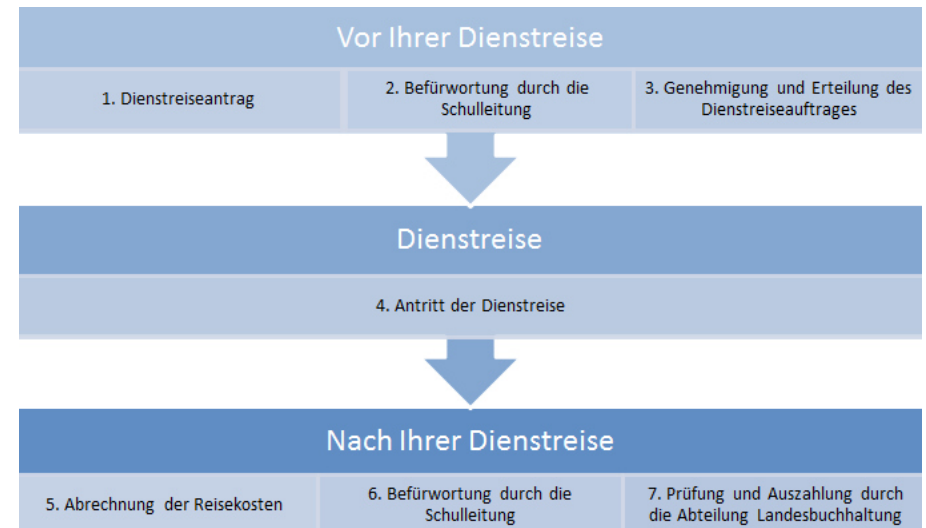 Vor Ihrer Dienstreise
1. Dienstreiseantrag
2. Befürwortung durch die
Schulleitung
3. Genehmigung und Erteilung des
Dienstreiseauftrages
Dienstreise
4. Antritt der Dienstreise
Nach Ihrer Dienstreise
5. Abrechnung der Reisekosten
6. Befürwortung durch die
Schulleitung
7. Prüfung und Auszahlung durch
die Abteilung Landesbuchhaltung